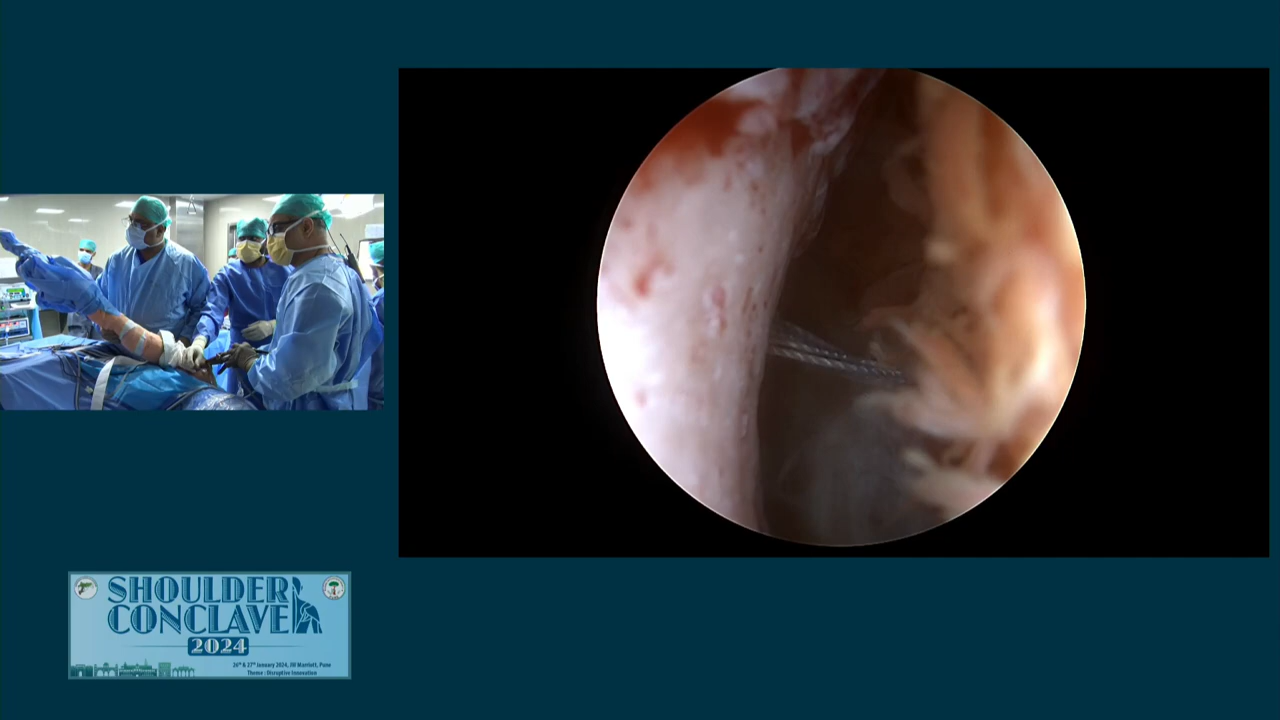 SHOULDER
CONCLAVE
2024
26th & 27th January 2024, JW Marriott, Pune
Theme : Disruptive Innovation